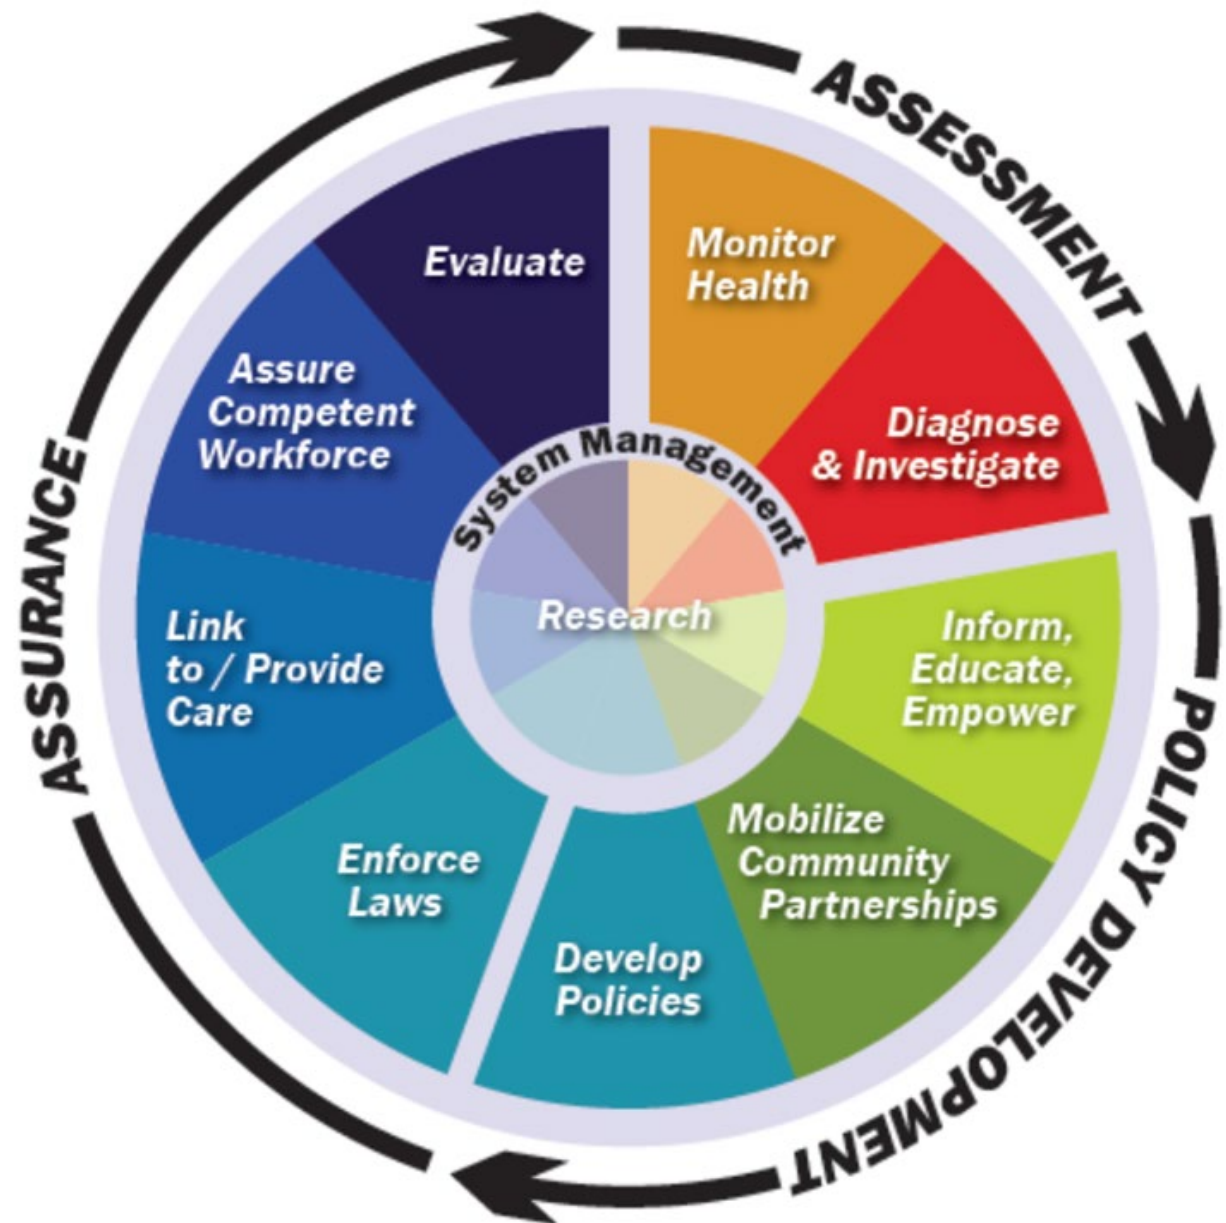 ASSESSMENT
POLICY DEVELOPMENT
ASSURANCE
Monitor
Health
Diagnose
& Investigate
Inform,
Educate,
Empower
Mobilize
Community
Partnerships
Develop
Policies
Enforce
Laws
Link
to / Provide
Care
Assure
Competent
Workforce
Evaluate
System Management
Research